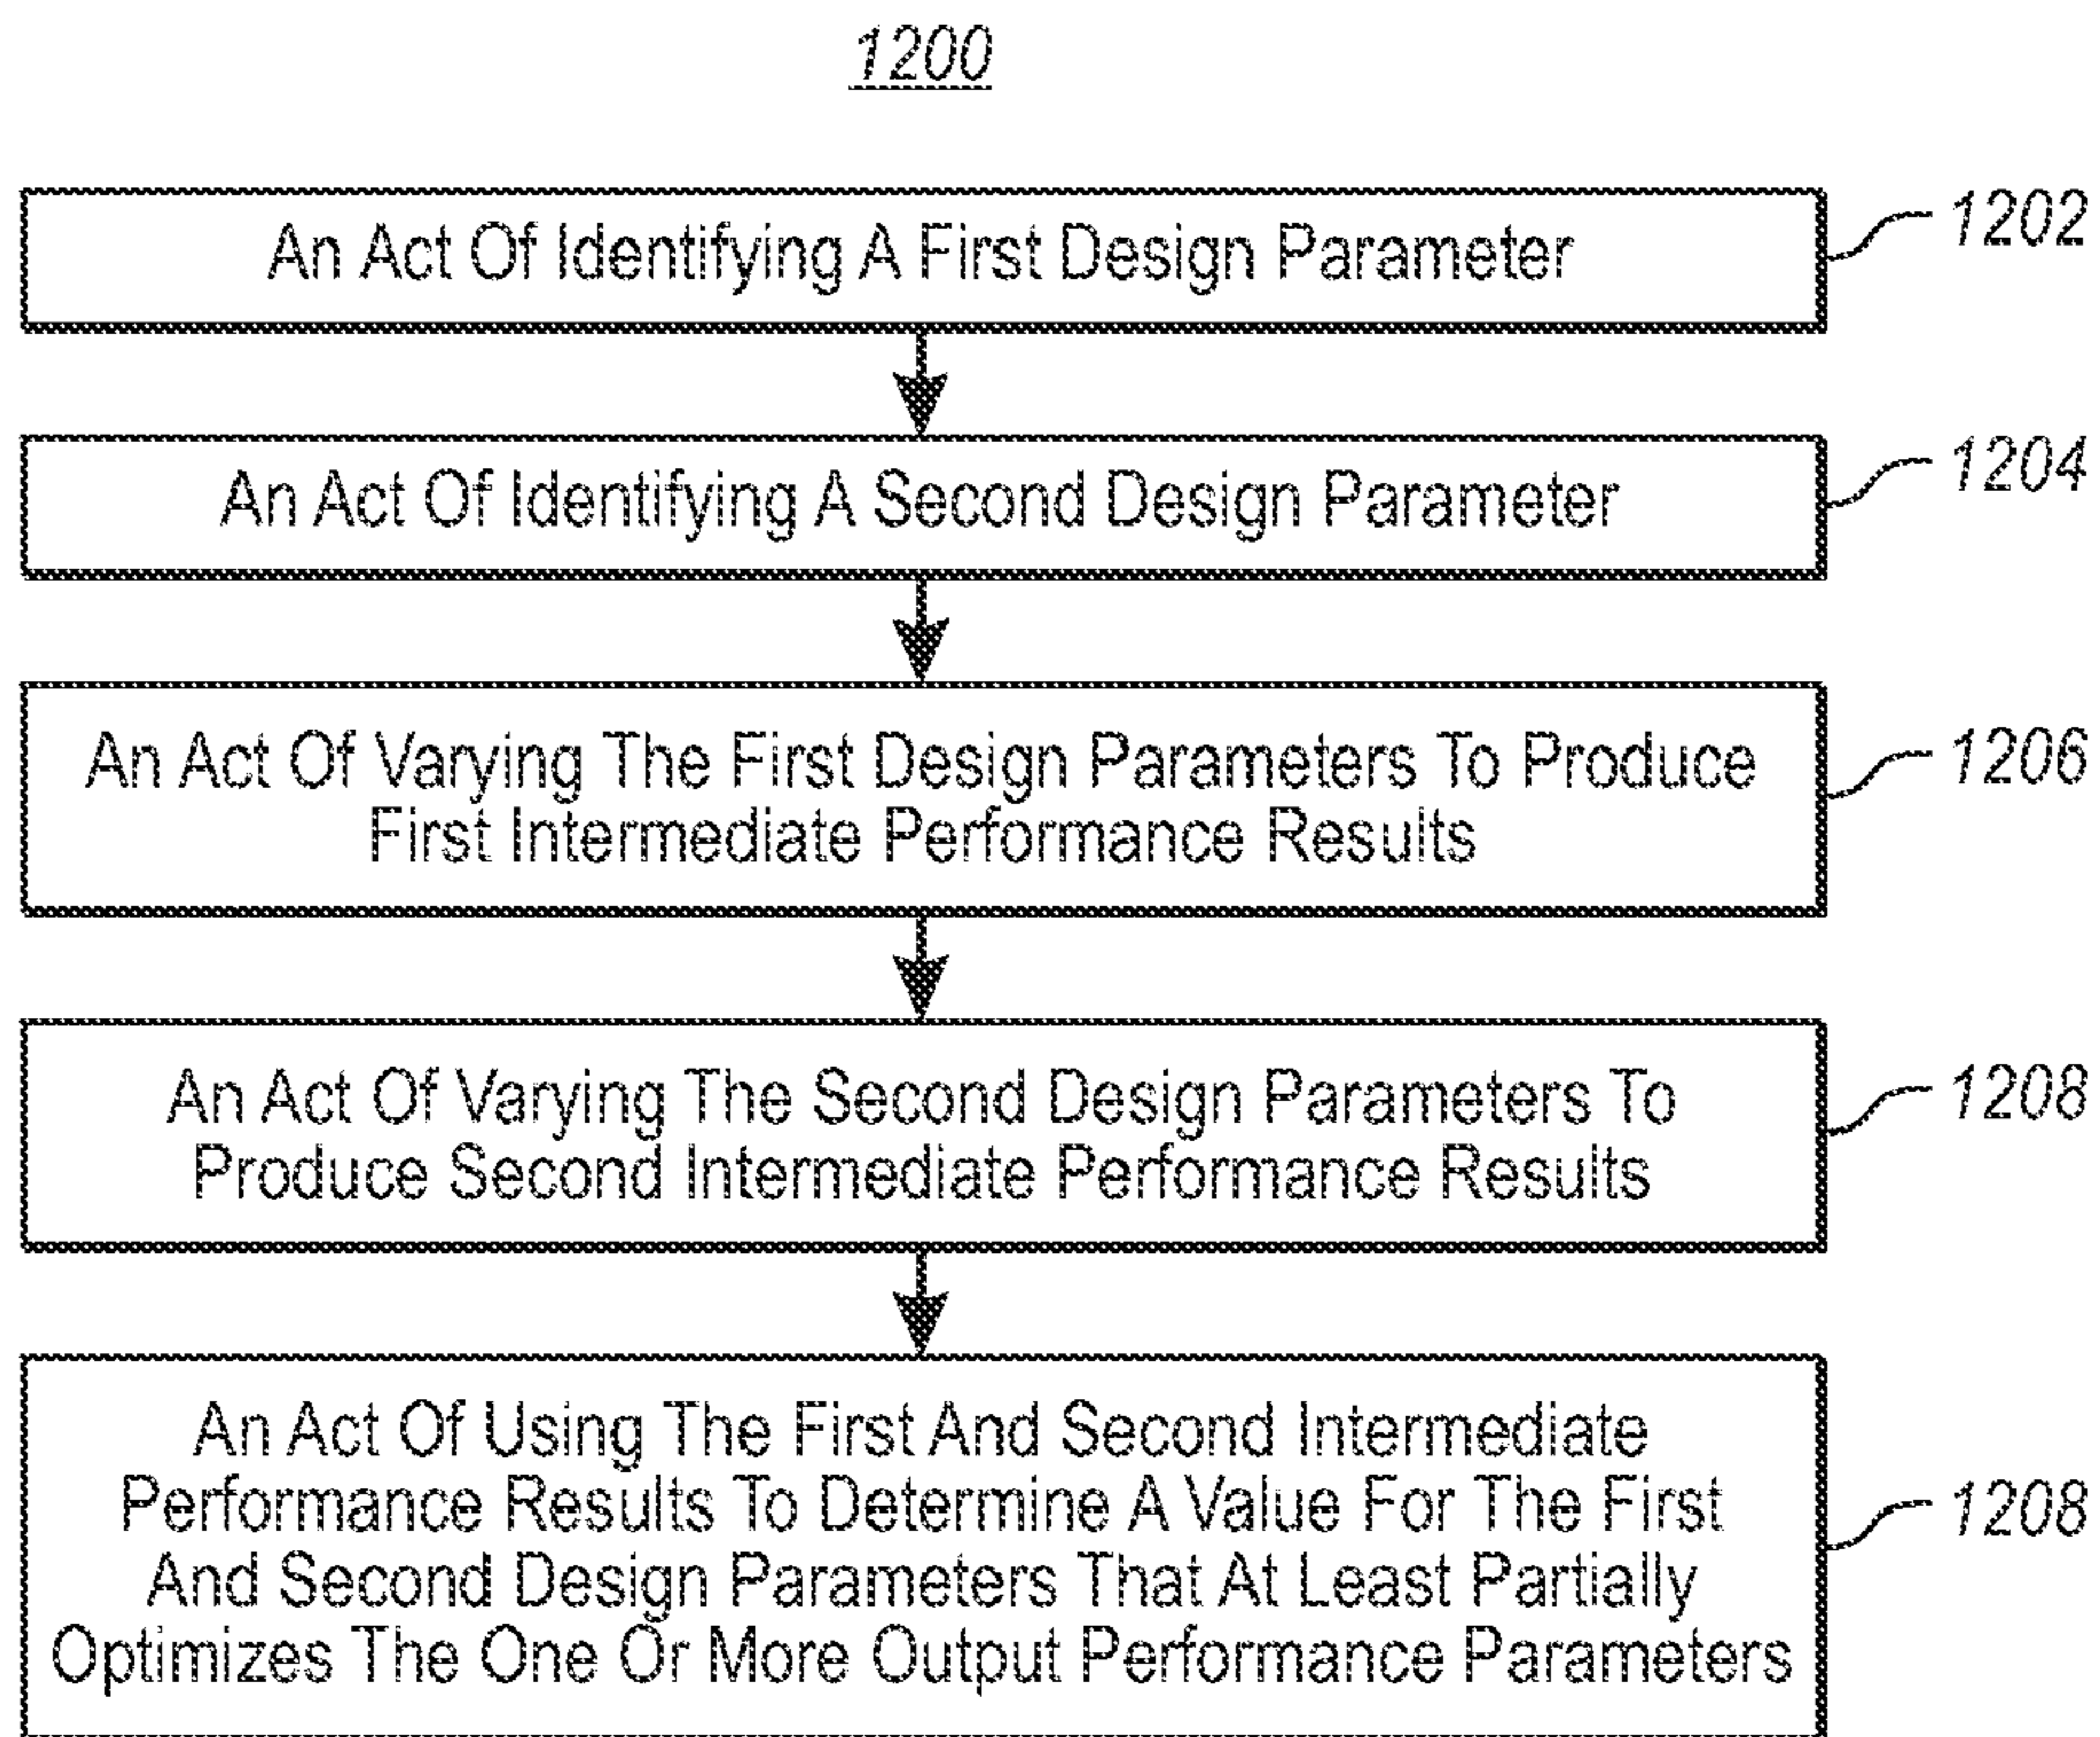 1200
An Act Of Identifying A First Design Parameter
1202
An Act Of Identifying A Second Design Parameter
1204
An Act Of Varying The First Design Parameters To Produce
First Intermediate Performance Results
1206
An Act Of Varying The Second Design Parameters To
Produce Second Intermediate Performance Results
1208
An Act Of Using The First And Second Intermediate
Performance Results To Determine A Value For The First
And Second Design Parameters That At Least Partially
Optimizes The One Or More Output Performance Parameters
1208